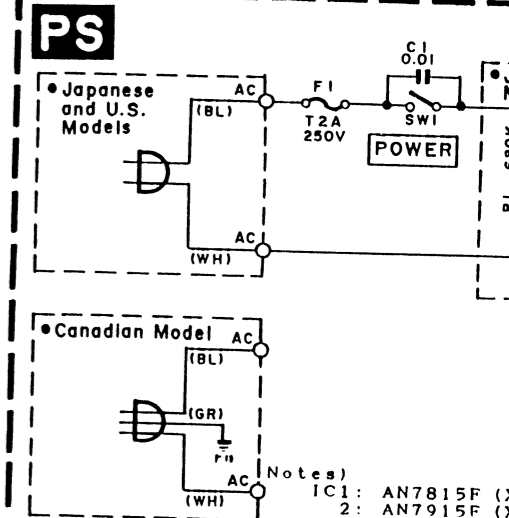 PS
C.1
0.01
• Japanese
and U.S.
Models
AC
(BL)
F1
T2A
250V
SW1
POWER
AC
(WH)
• Canadian Model
AC
(BL)
(GR)
AC
(WH)
Notes)
IC1: AN7815F
2: AN7915F